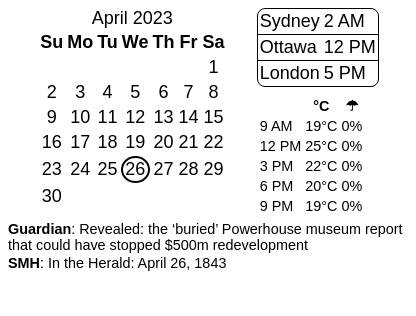 April 2023
Su Mo Tu We Th Fr Sa
1
2 3 4 5 6 7 8
9 10 11 12 13 14 15
16 17 18 19 20 21 22
23 24 25 26 27 28 29
30
Sydney 2 AM
Ottawa 12 PM
London 5 PM
°C ☂
9 AM 19°C 0%
12 PM 25°C 0%
3 PM 22°C 0%
6 PM 20°C 0%
9 PM 19°C 0%
Guardian: Revealed: the ‘buried’ Powerhouse museum report
that could have stopped $500m redevelopment
SMH: In the Herald: April 26, 1843